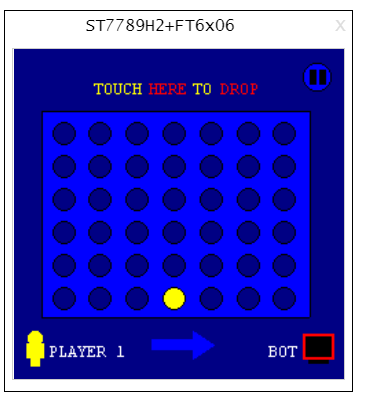 ST7789H2+FT6x06 x
TOUCH HERE TO DROP
PLAYER 1 BOT